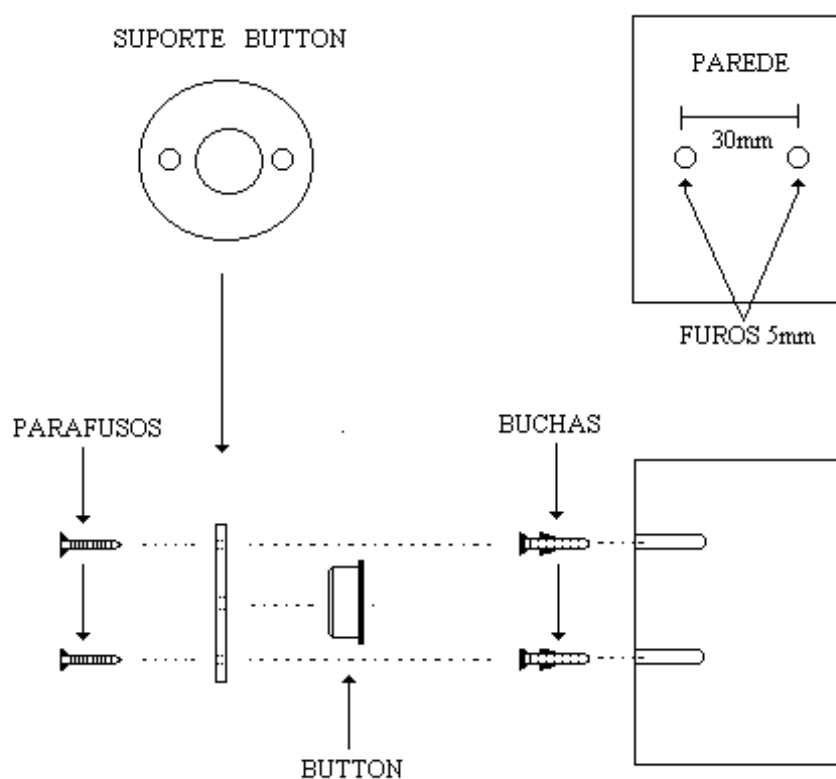 SUPORTE BUTTON
PAREDE
30mm
FUROS 5mm
PARAFUSOS
BUCHAS
BUTTON